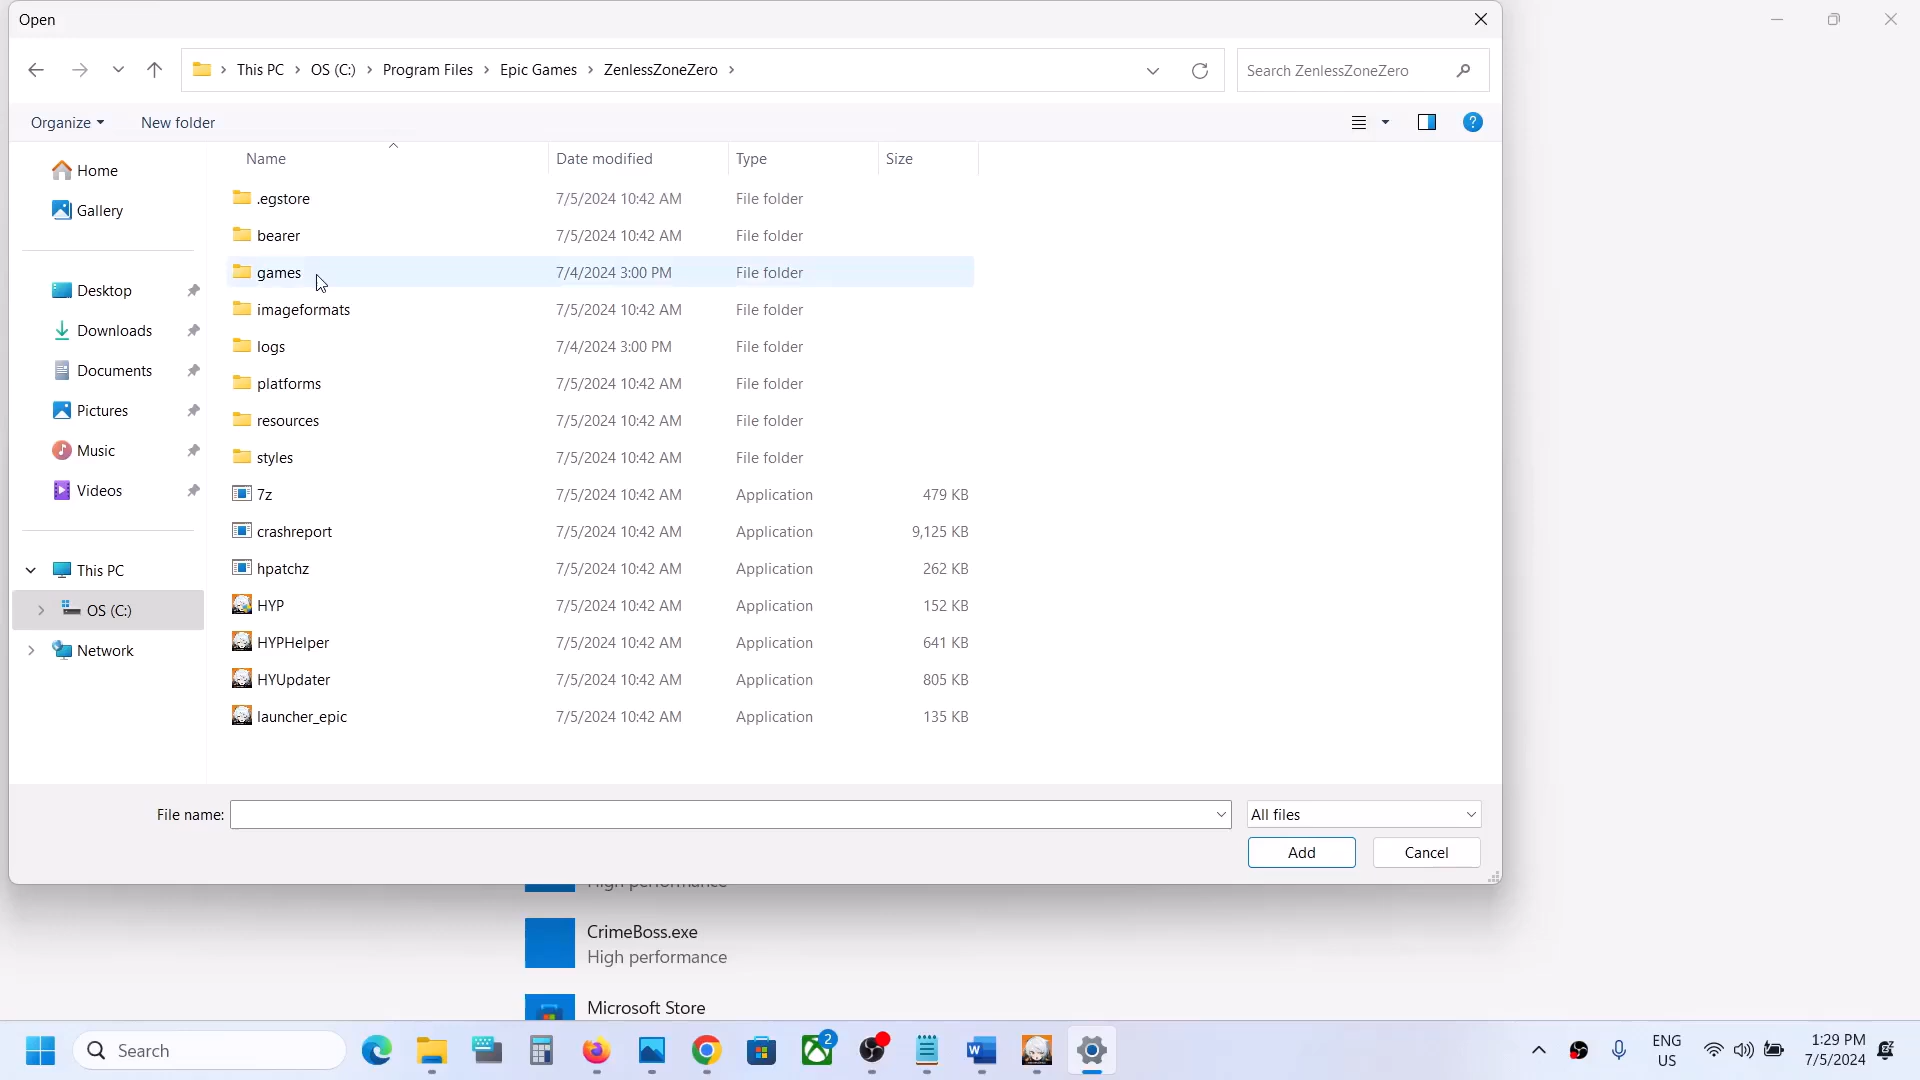 Open
This PC > OS (C:) > Program Files > Epic Games > ZenlessZoneZero >
Search ZenlessZoneZero
Organize
New folder
?
Name
Date modified
Type
Size
Home
Gallery
Desktop
Downloads
Documents
Pictures
Music
Videos
This PC
OS (C:)
Network
.egstore 7/5/2024 10:42 AM File folder
bearer 7/5/2024 10:42 AM File folder
games 7/4/2024 3:00 PM File folder
imageformats 7/5/2024 10:42 AM File folder
logs 7/4/2024 3:00 PM File folder
platforms 7/5/2024 10:42 AM File folder
resources 7/5/2024 10:42 AM File folder
styles 7/5/2024 10:42 AM File folder
7z 7/5/2024 10:42 AM Application 479 KB
crashreport 7/5/2024 10:42 AM Application 9,125 KB
hpatchz 7/5/2024 10:42 AM Application 262 KB
HYP 7/5/2024 10:42 AM Application 152 KB
HYPHelper 7/5/2024 10:42 AM Application 641 KB
HYUpdater 7/5/2024 10:42 AM Application 805 KB
launcher_epic 7/5/2024 10:42 AM Application 135 KB
File name:
All files
Add
Cancel
High performance
CrimeBoss.exe
High performance
Microsoft Store
Search
2
ENG
US
1:29 PM
7/5/2024